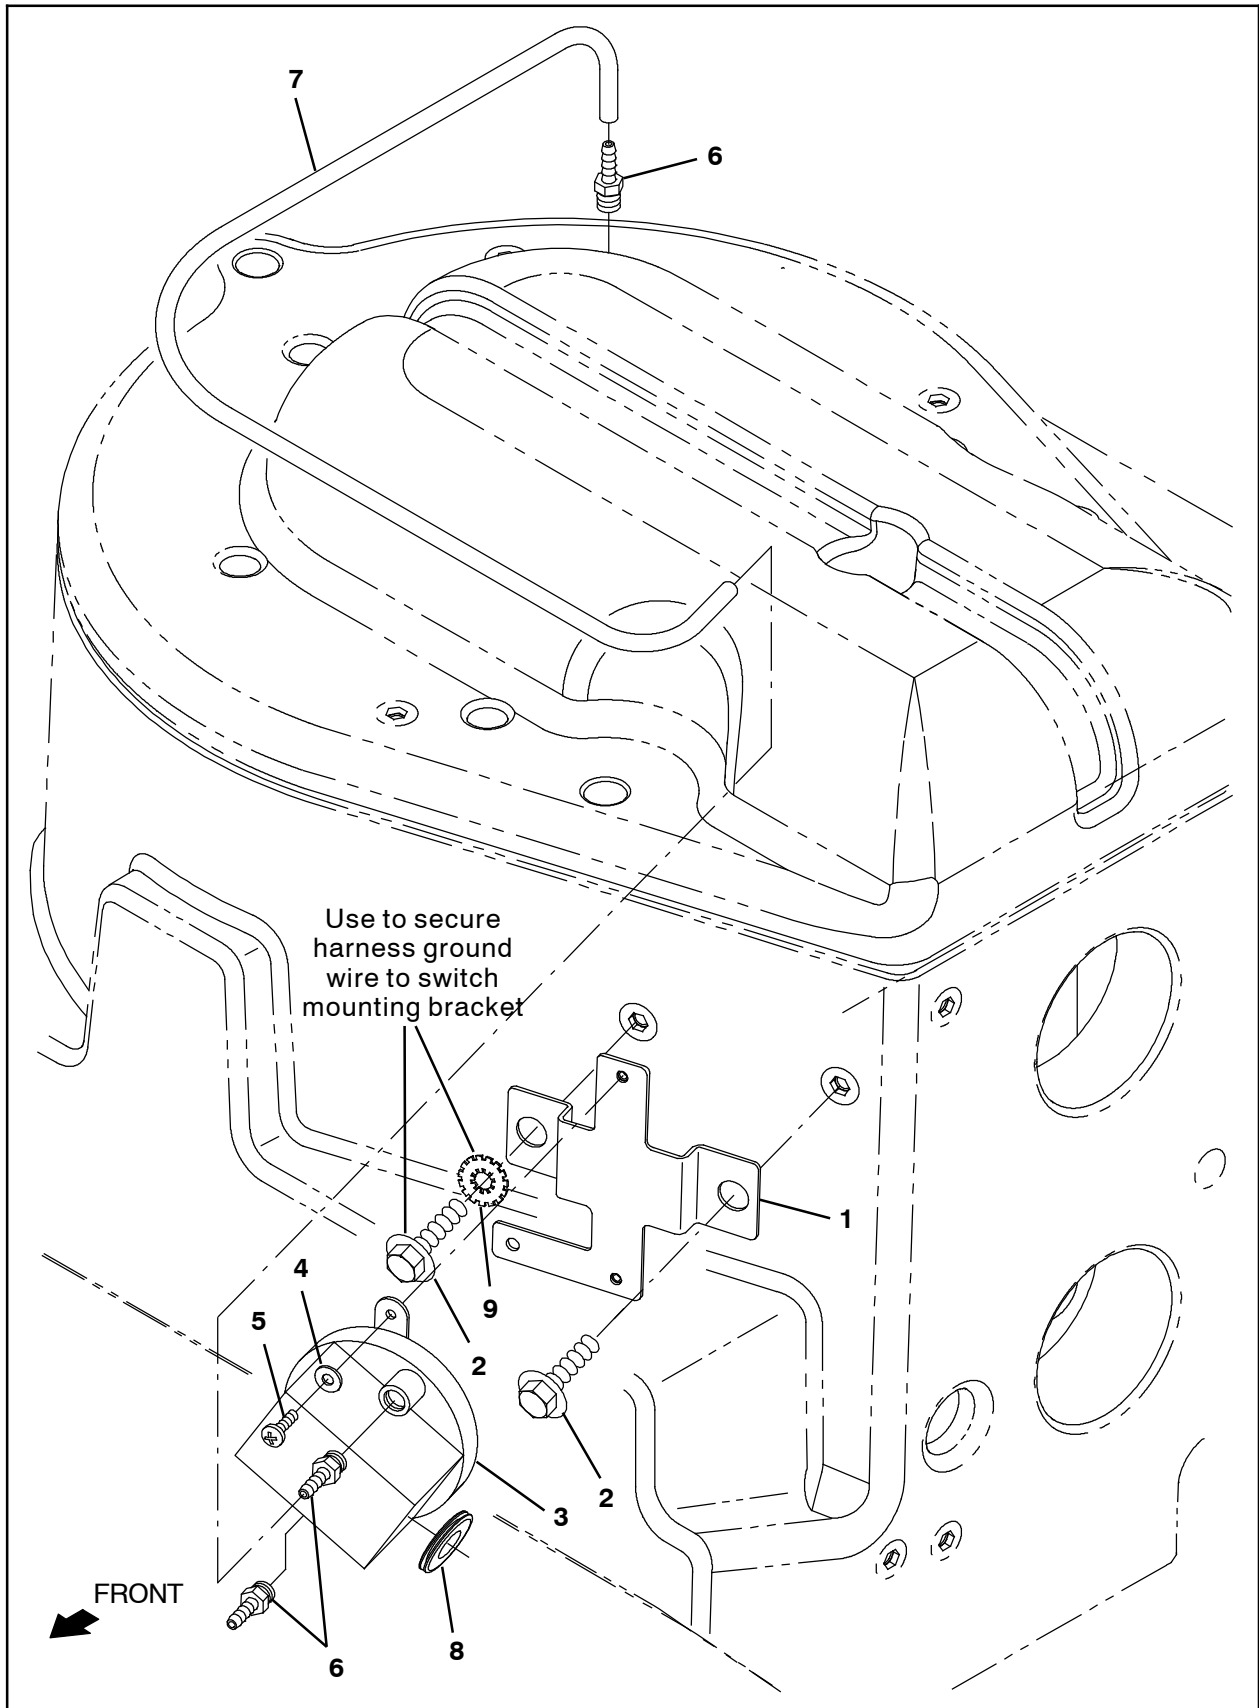 7
6
Use to secure
harness ground
wire to switch
mounting bracket
1
4
9
5
2
2
3
FRONT
8
6